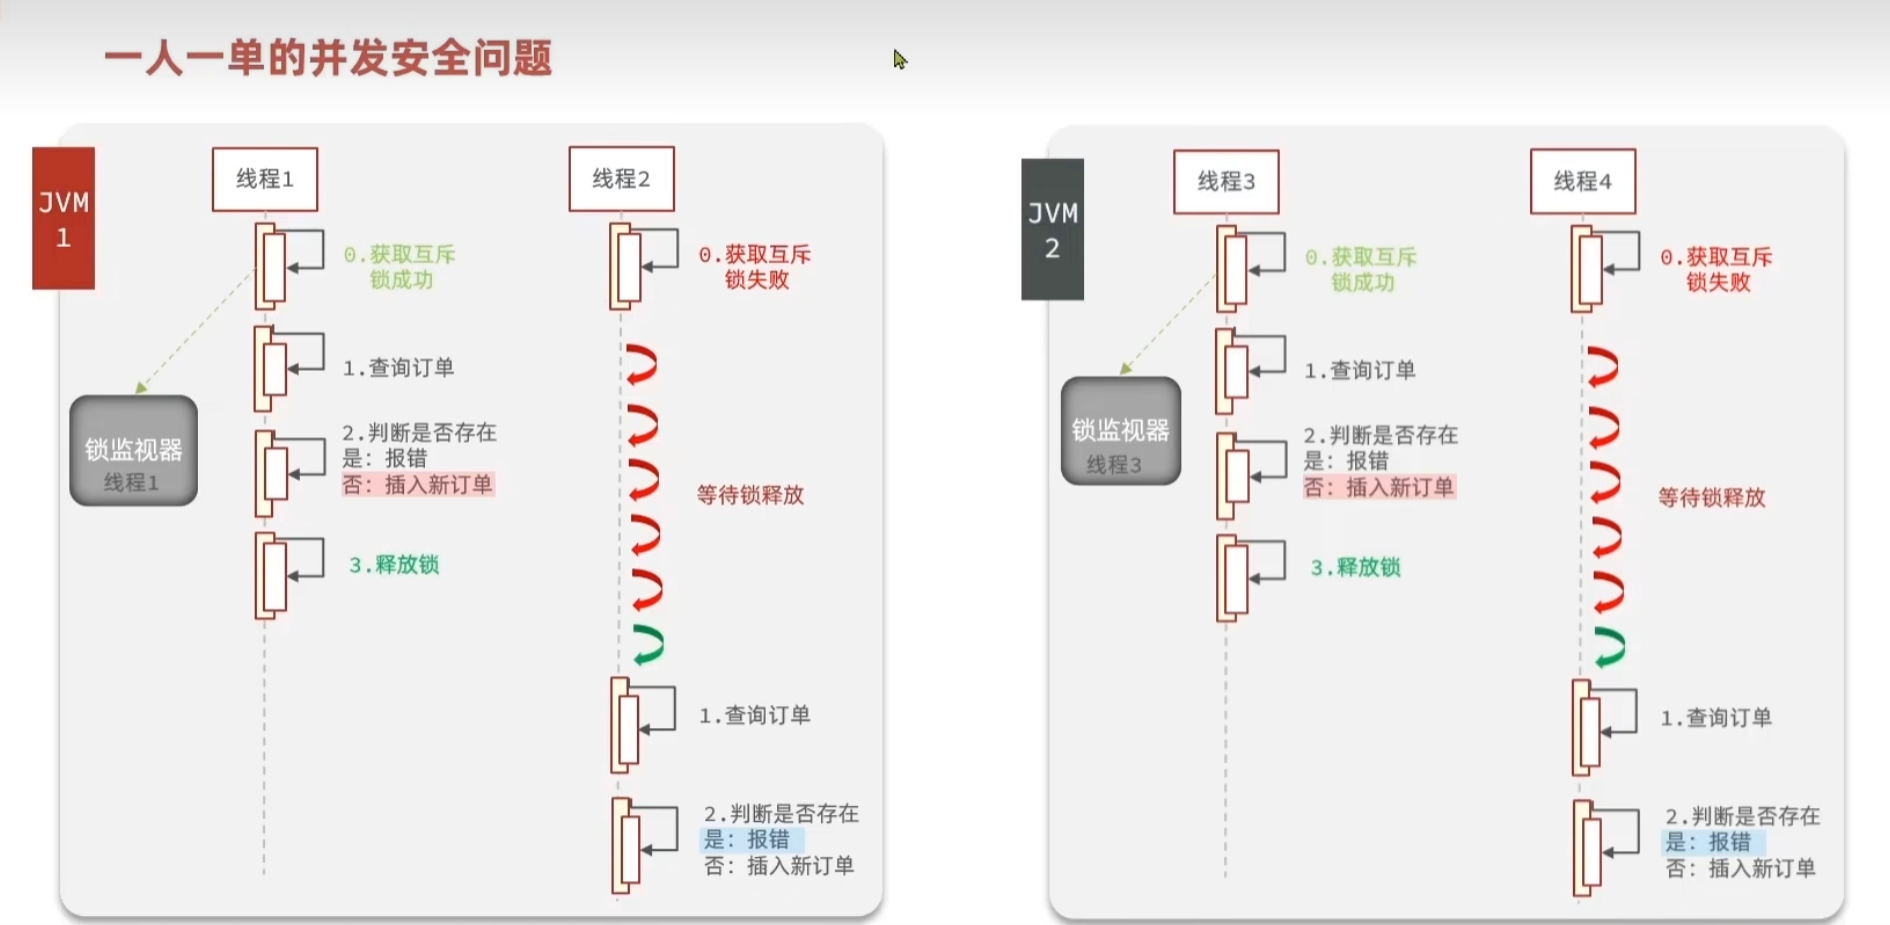 一人一单的并发安全问题
JVM
1
线程1
线程2
0.获取互斥
锁成功
0.获取互斥
锁失败
1.查询订单
锁监视器
线程1
2.判断是否存在
是：报错
否：插入新订单
等待锁释放
3.释放锁
1.查询订单
2.判断是否存在
是：报错
否：插入新订单
JVM
2
线程3
线程4
0.获取互斥
锁成功
0.获取互斥
锁失败
1.查询订单
锁监视器
线程3
2.判断是否存在
是：报错
否：插入新订单
等待锁释放
3.释放锁
1.查询订单
2.判断是否存在
是：报错
否：插入新订单